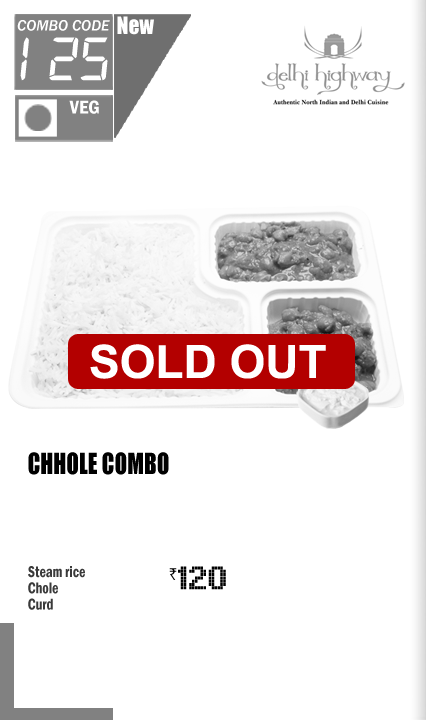 COMBO CODE
New
125
VEG
delhi highway
Authentic North Indian and Delhi Cuisine
SOLD OUT
CHHOLE COMBO
Steam rice
Chole
Curd
₹120